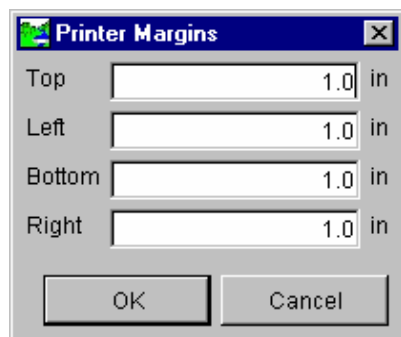 Printer Margins
Top 1.0 in
Left 1.0 in
Bottom 1.0 in
Right 1.0 in
OK Cancel